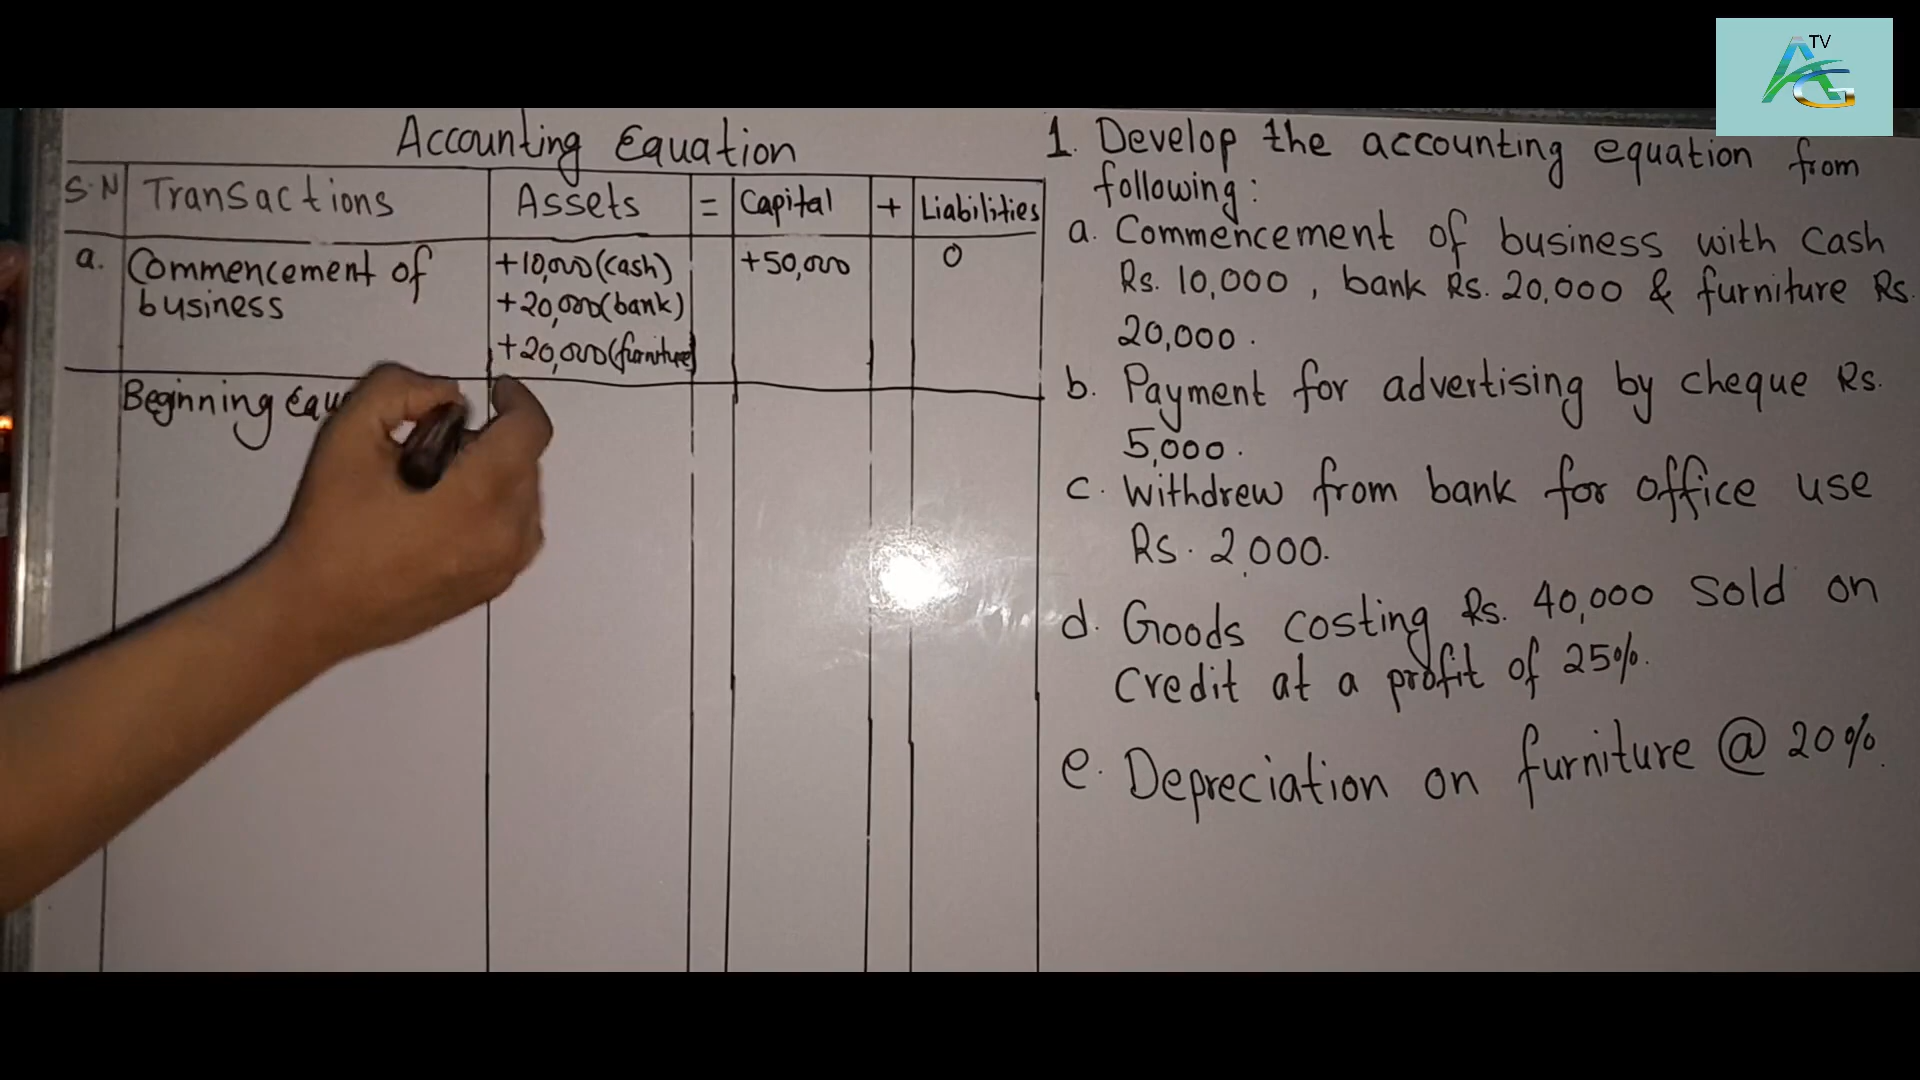 TV
AG
Accounting Equation
S.N Transactions Assets = Capital + Liabilities
a. Commencement of business
+10,000(cash)
+20,000(bank)
+20,000(furniture)
+50,000
0
Beginning
1. Develop the accounting equation from
following:
a. Commencement of business with cash
Rs. 10,000, bank Rs. 20,000 & furniture Rs.
20,000.
b. Payment for advertising by cheque Rs.
5,000.
c. Withdrew from bank for office use
Rs. 2,000.
d. Goods costing Rs. 40,000 sold on
credit at a profit of 25%.
e. Depreciation on furniture @ 20%.